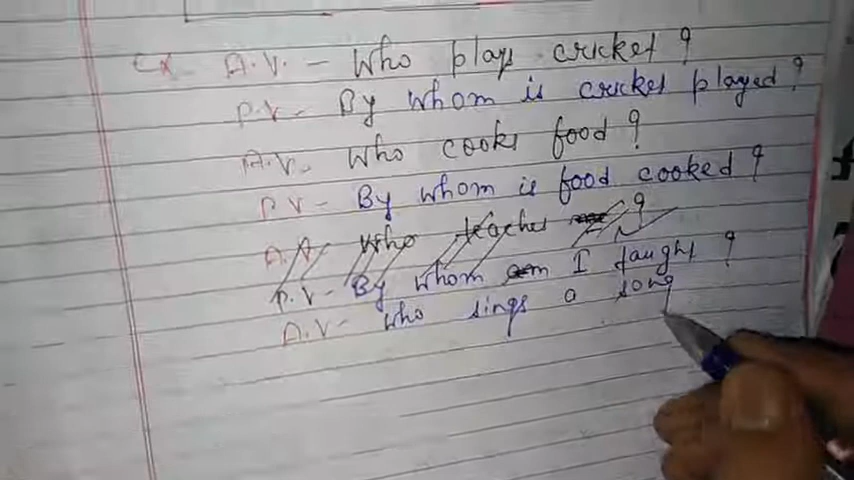 Ex A.V. - Who plays cricket ?
P.V - By whom is cricket played ?
A.V. Who cooks food ?
P V - By whom is food cooked ?
A.V. Who teaches ?
P.V - By whom am I taught ?
A.V - who sings a song